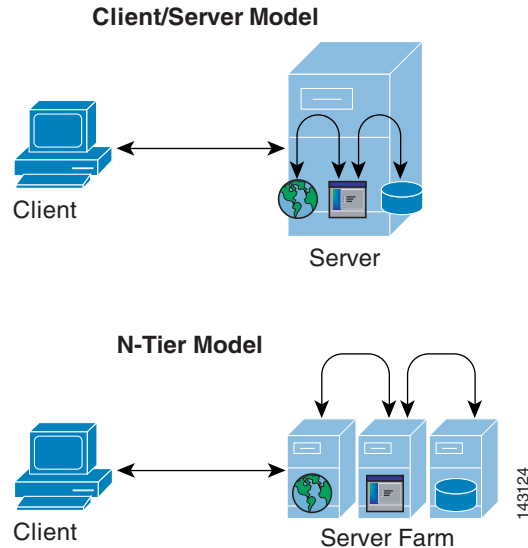 Client/Server Model
Client
Server
N-Tier Model
Client
Server Farm
143124